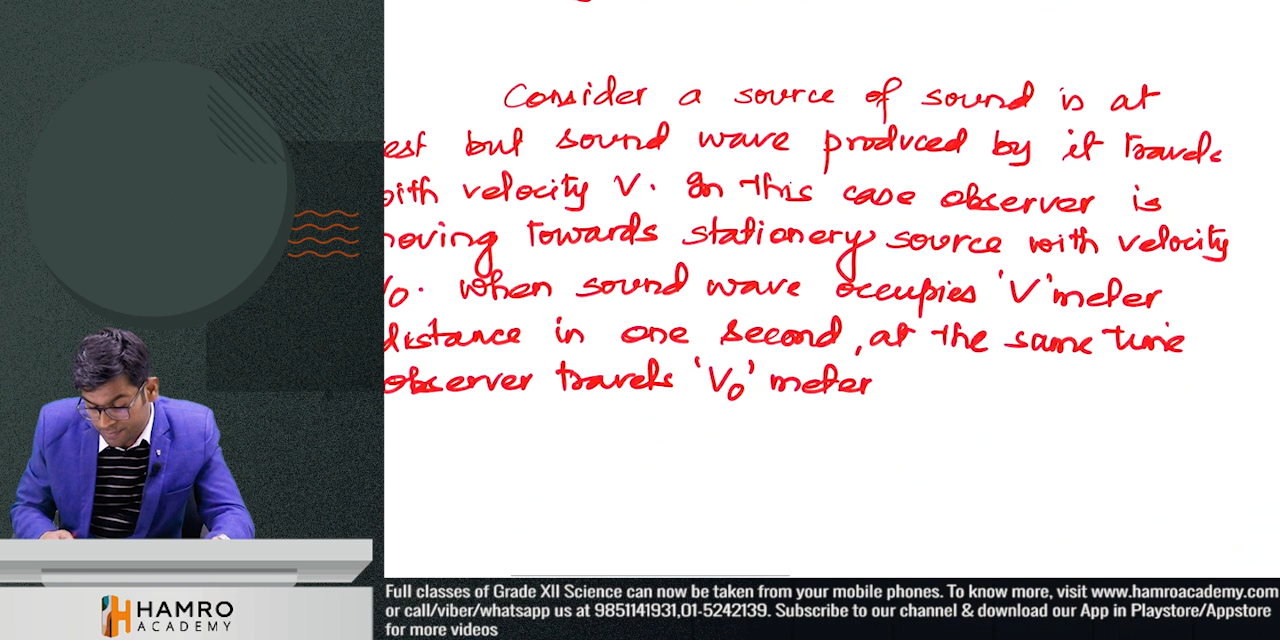 Consider a source of sound is at
est but sound wave produced by it travels
with velocity V. In this case observer is
moving towards stationery source with velocity
Vo. When sound wave occupies 'V' meter
distance in one second, at the same time
observer travels 'Vo' meter
HAMRO
ACADEMY
Full classes of Grade XII Science can now be taken from your mobile phones. To know more, visit www.hamroacademy.com
or call/viber/whatsapp us at 9851141931,01-5242139. Subscribe to our channel & download our App in Playstore/Appstore
for more videos